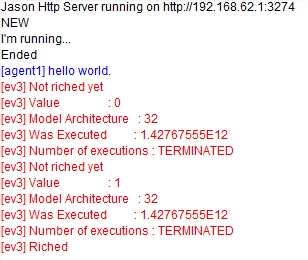 Jason Http Server running on http://192.168.62.1:3274
NEW
I'm running...
Ended
[agent1] hello world.
[ev3] Not riched yet
[ev3] Value : 0
[ev3] Model Architecture : 32
[ev3] Was Executed : 1.42767555E12
[ev3] Number of executions : TERMINATED
[ev3] Not riched yet
[ev3] Value : 1
[ev3] Model Architecture : 32
[ev3] Was Executed : 1.42767555E12
[ev3] Number of executions : TERMINATED
[ev3] Riched